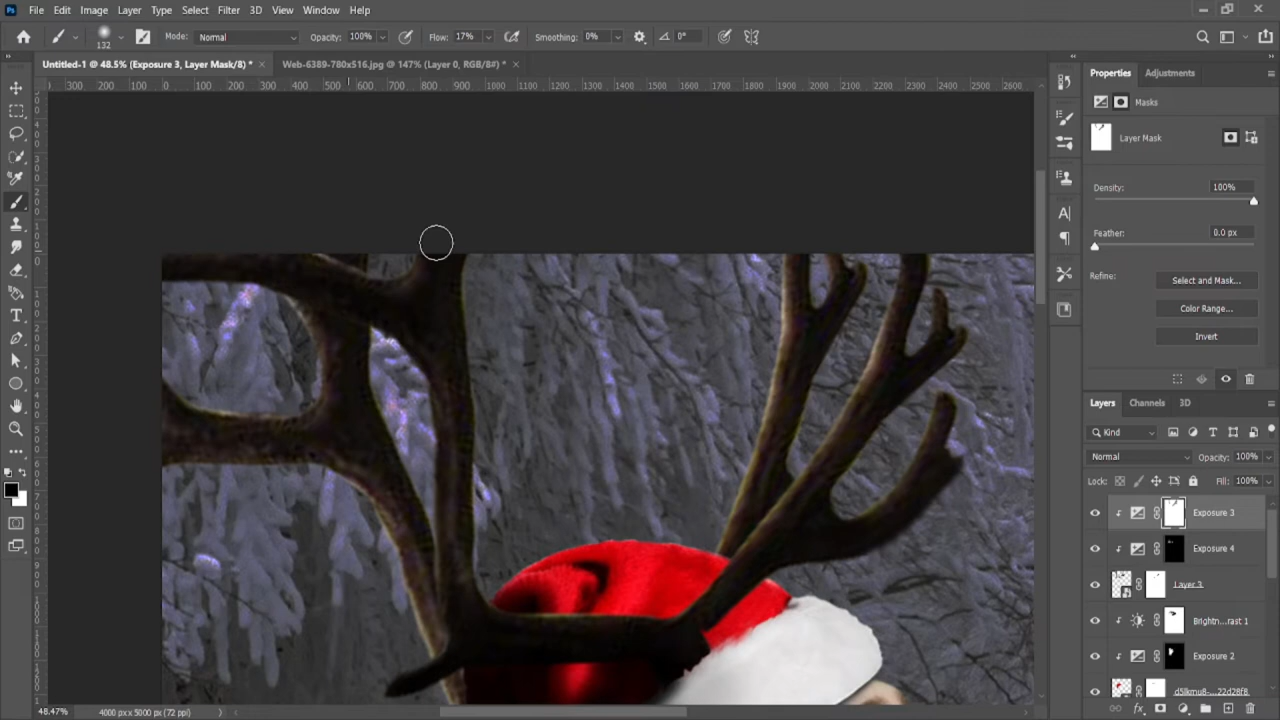 Ps File Edit Image Layer Type Select Filter 3D View Window Help
132 Mode: Normal Opacity: 100% Flow: 17% Smoothing: 0% 0°
Untitled-1 @ 48.5% (Exposure 3, Layer Mask/8) * × Web-6389-780x516.jpg @ 147% (Layer 0, RGB/8#) * ×
300 200 100 0 100 200 300 400 500 600 700 800 900 1000 1100 1200 1300 1400 1500 1600 1700 1800 1900 2000 2100 2200 2300 2400 2500 2600
Properties Adjustments
Masks
Layer Mask
Density: 100%
Feather: 0.0 px
Refine: Select and Mask...
Color Range...
Invert
Layers Channels 3D
Kind
Normal Opacity: 100%
Lock: Fill: 100%
Exposure 3
Exposure 4
Layer 3
Brightn...rast 1
Exposure 2
d5lkmu8-...22d28f8
fx
48.47% 4000 px x 5000 px (72 ppi)